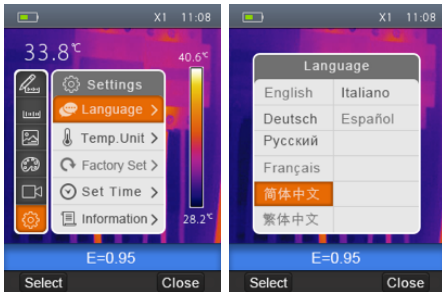 X1 11:08
33.8℃
40.6℃
Settings
Language >
Temp.Unit >
Factory Set >
Set Time >
Information >
28.2℃
E=0.95
Select Close
X1 11:08
Language
English Italiano
Deutsch Español
Русский
Français
简体中文
繁体中文
E=0.95
Select Close